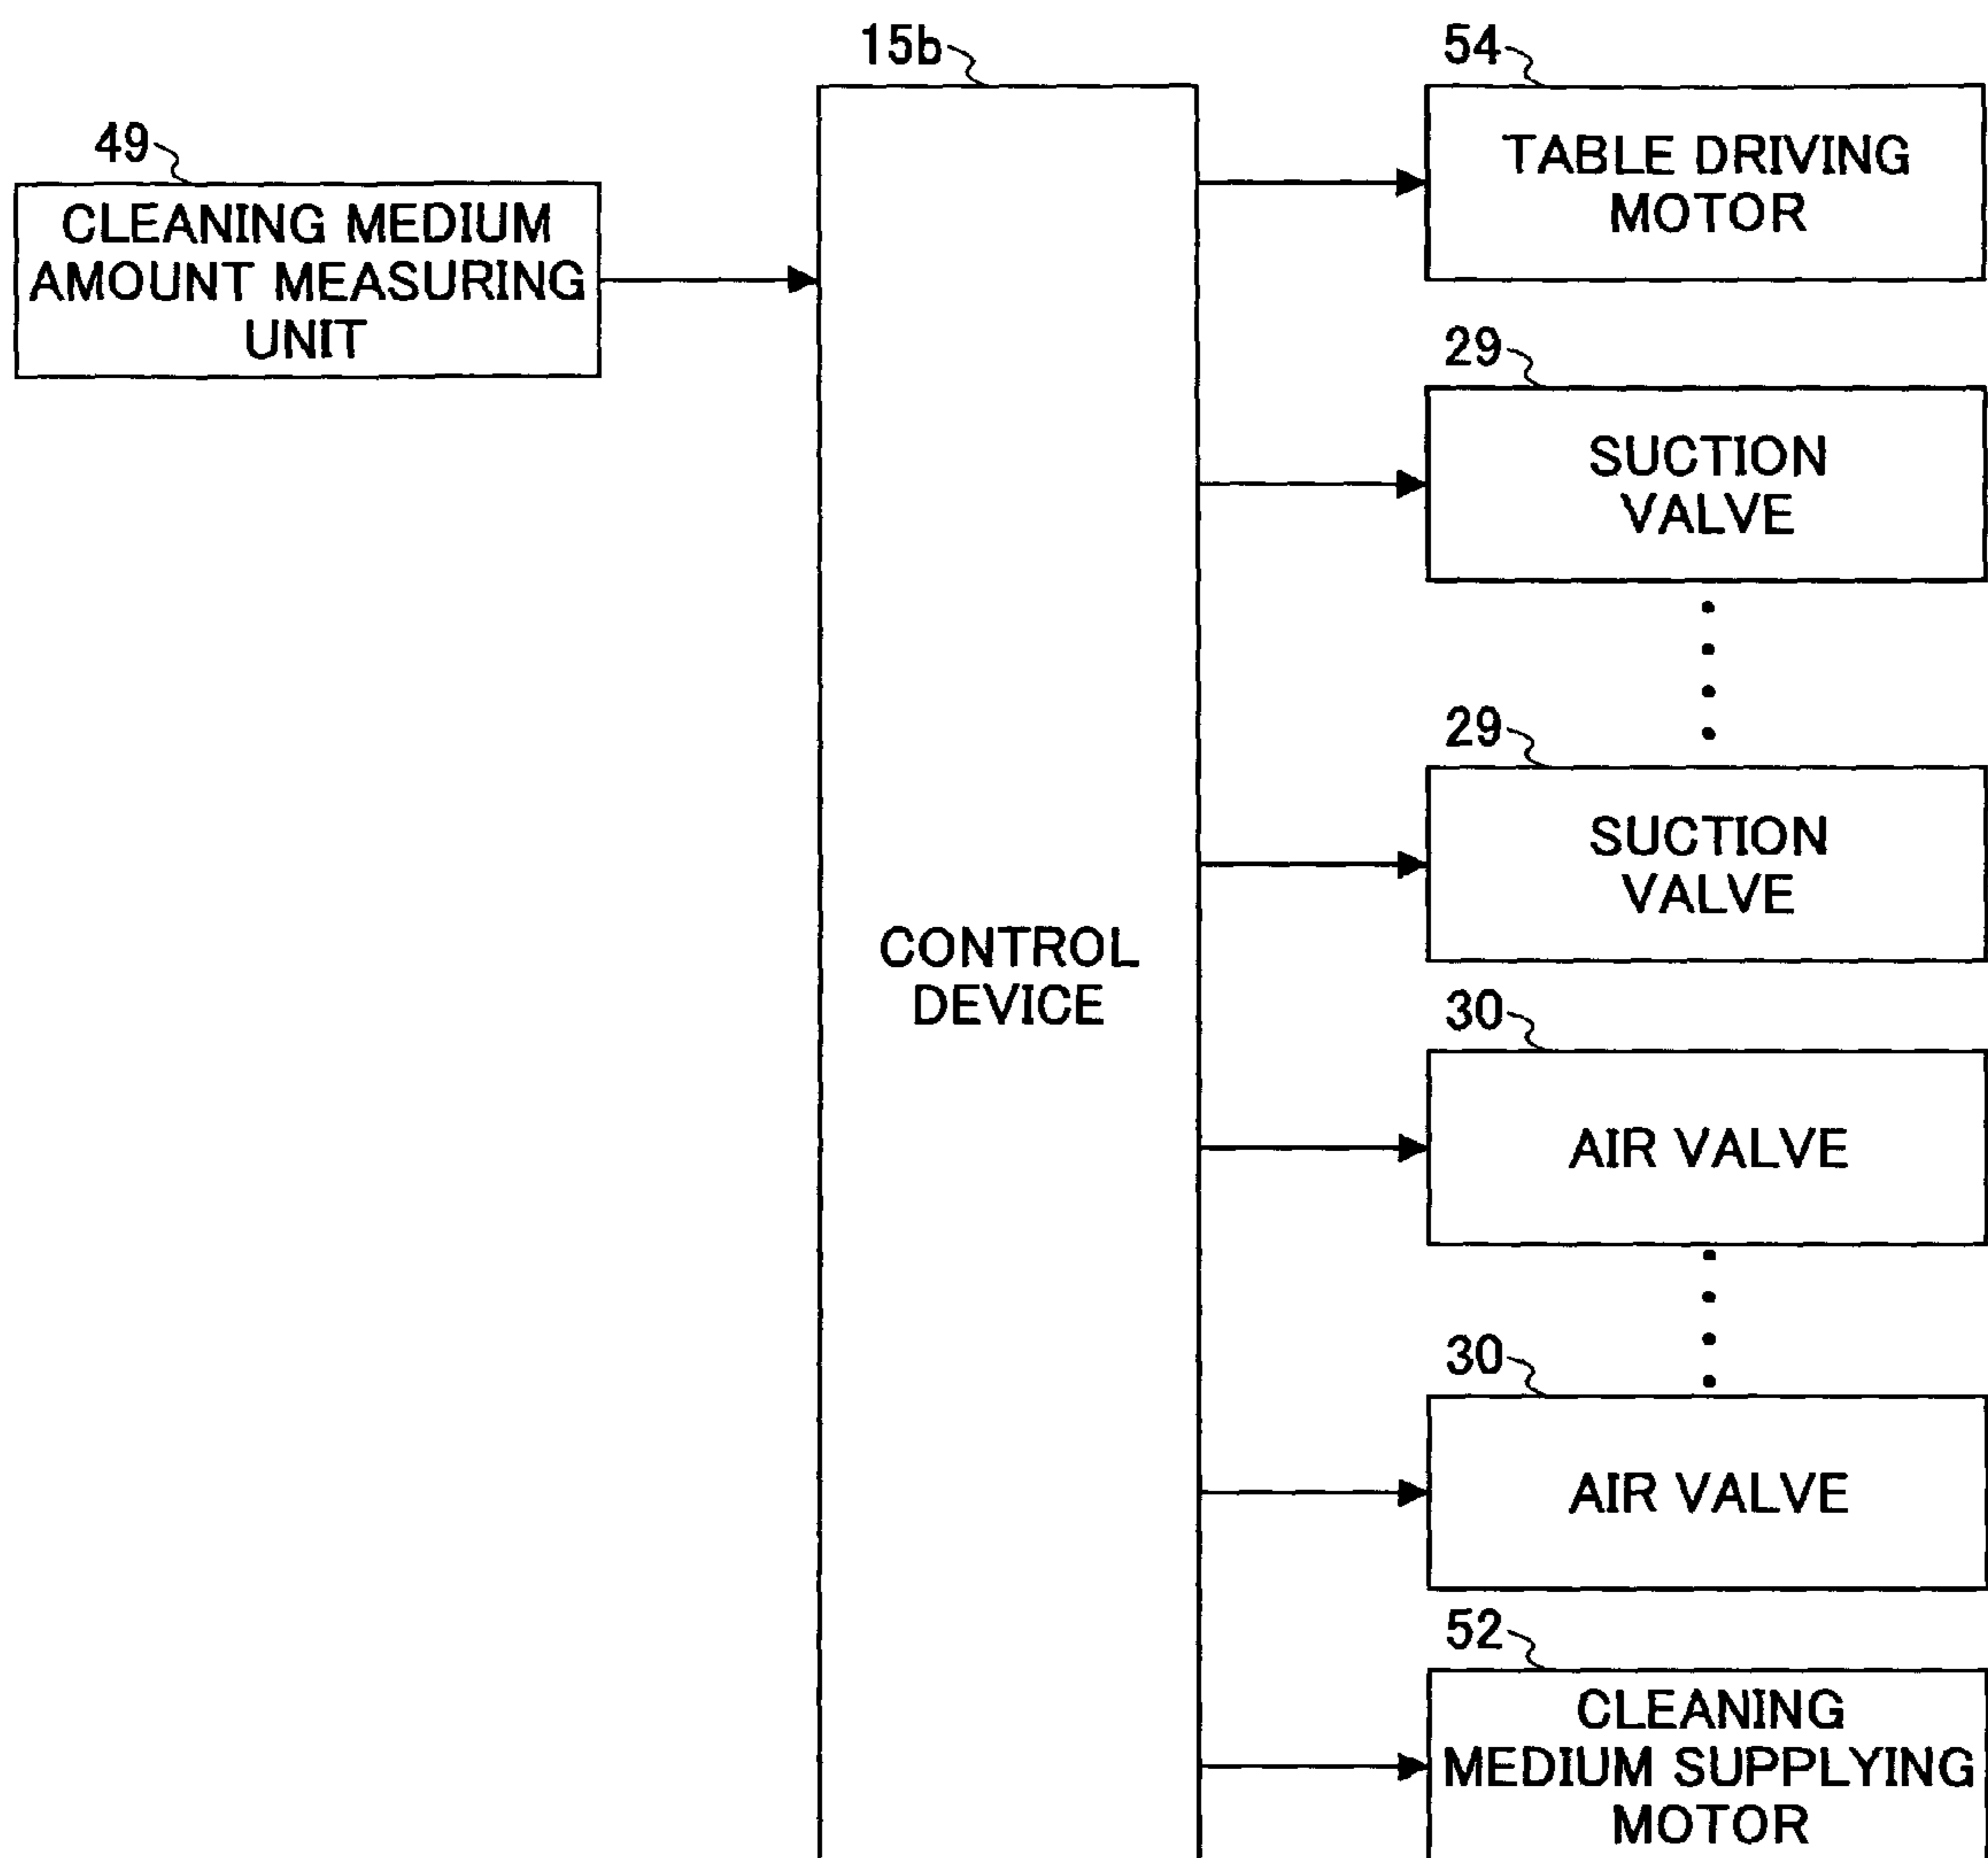 15b
54
49
CLEANING MEDIUM
AMOUNT MEASURING
UNIT
TABLE DRIVING
MOTOR
29
SUCTION
VALVE
29
SUCTION
VALVE
CONTROL
DEVICE
30
AIR VALVE
30
AIR VALVE
52
CLEANING
MEDIUM SUPPLYING
MOTOR